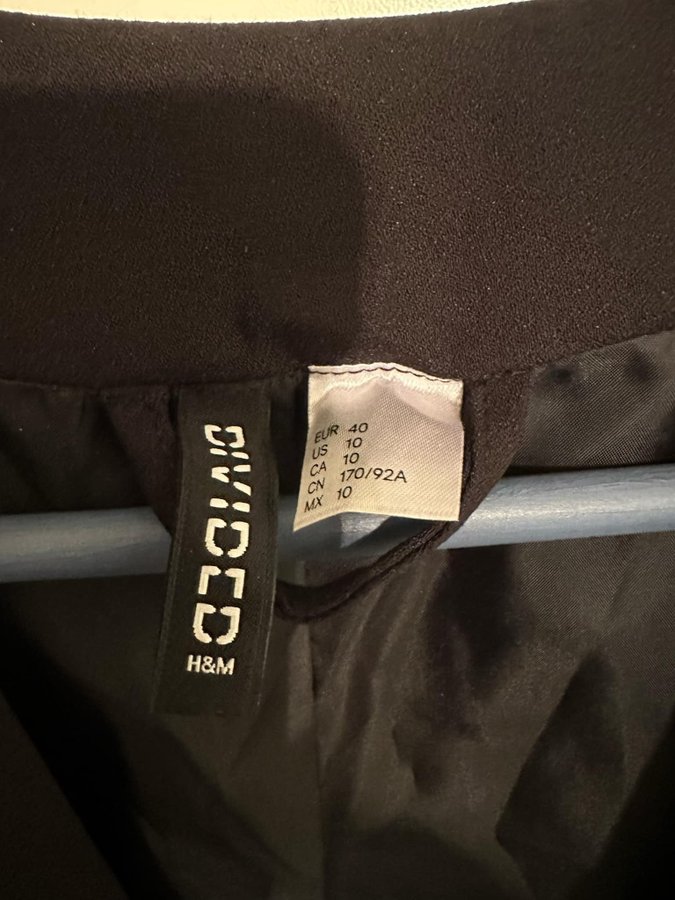 DIVIDED
H&M
EUR 40
US 10
CA 10
CN 170/92A
MX 10